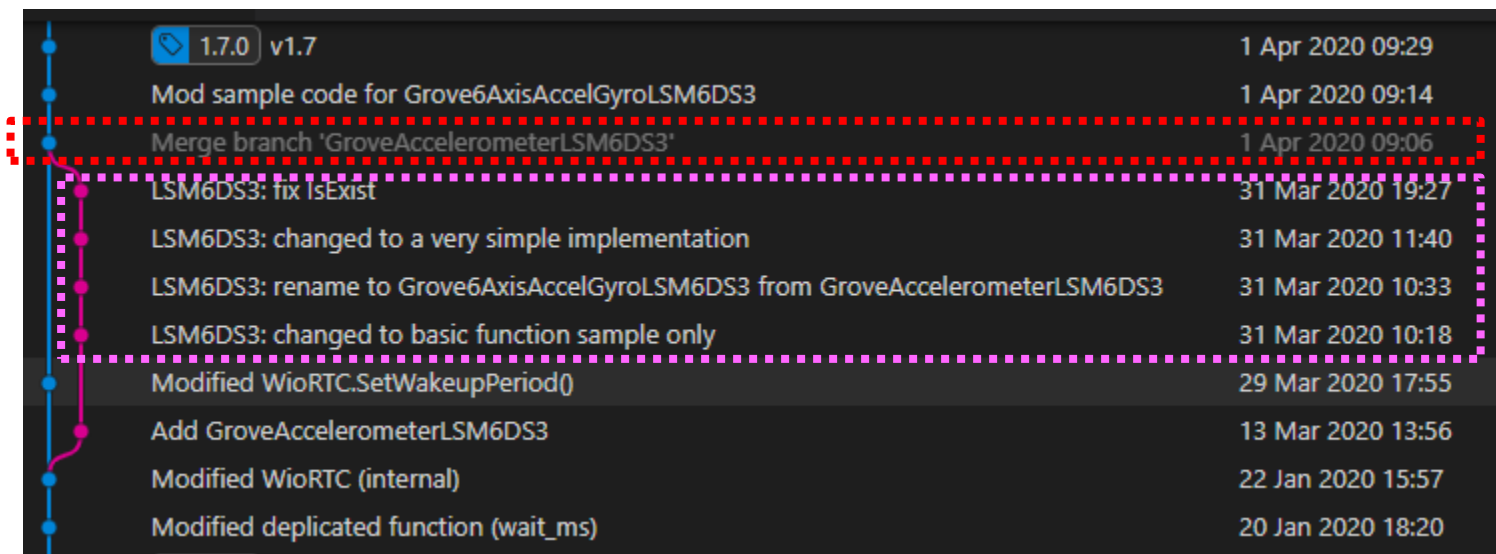 1.7.0 v1.7 1 Apr 2020 09:29
Mod sample code for Grove6AxisAccelGyroLSM6DS3 1 Apr 2020 09:14
Merge branch 'GroveAccelerometerLSM6DS3' 1 Apr 2020 09:06
LSM6DS3: fix IsExist 31 Mar 2020 19:27
LSM6DS3: changed to a very simple implementation 31 Mar 2020 11:40
LSM6DS3: rename to Grove6AxisAccelGyroLSM6DS3 from GroveAccelerometerLSM6DS3 31 Mar 2020 10:33
LSM6DS3: changed to basic function sample only 31 Mar 2020 10:18
Modified WioRTC.SetWakeupPeriod() 29 Mar 2020 17:55
Add GroveAccelerometerLSM6DS3 13 Mar 2020 13:56
Modified WioRTC (internal) 22 Jan 2020 15:57
Modified deplicated function (wait_ms) 20 Jan 2020 18:20